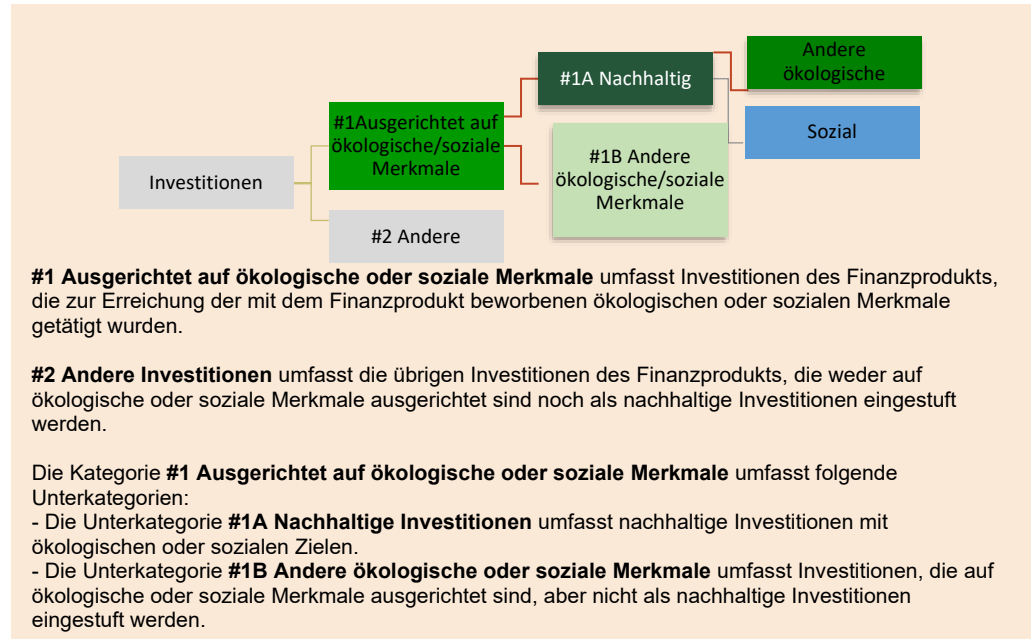 Investitionen
#1Ausgerichtet auf
ökologische/soziale
Merkmale
#2 Andere
#1A Nachhaltig
#1B Andere
ökologische/soziale
Merkmale
Andere
ökologische
Sozial
#1 Ausgerichtet auf ökologische oder soziale Merkmale umfasst Investitionen des Finanzprodukts,
die zur Erreichung der mit dem Finanzprodukt beworbenen ökologischen oder sozialen Merkmale
getätigt wurden.
#2 Andere Investitionen umfasst die übrigen Investitionen des Finanzprodukts, die weder auf
ökologische oder soziale Merkmale ausgerichtet sind noch als nachhaltige Investitionen eingestuft
werden.
Die Kategorie #1 Ausgerichtet auf ökologische oder soziale Merkmale umfasst folgende
Unterkategorien:
- Die Unterkategorie #1A Nachhaltige Investitionen umfasst nachhaltige Investitionen mit
ökologischen oder sozialen Zielen.
- Die Unterkategorie #1B Andere ökologische oder soziale Merkmale umfasst Investitionen, die auf
ökologische oder soziale Merkmale ausgerichtet sind, aber nicht als nachhaltige Investitionen
eingestuft werden.